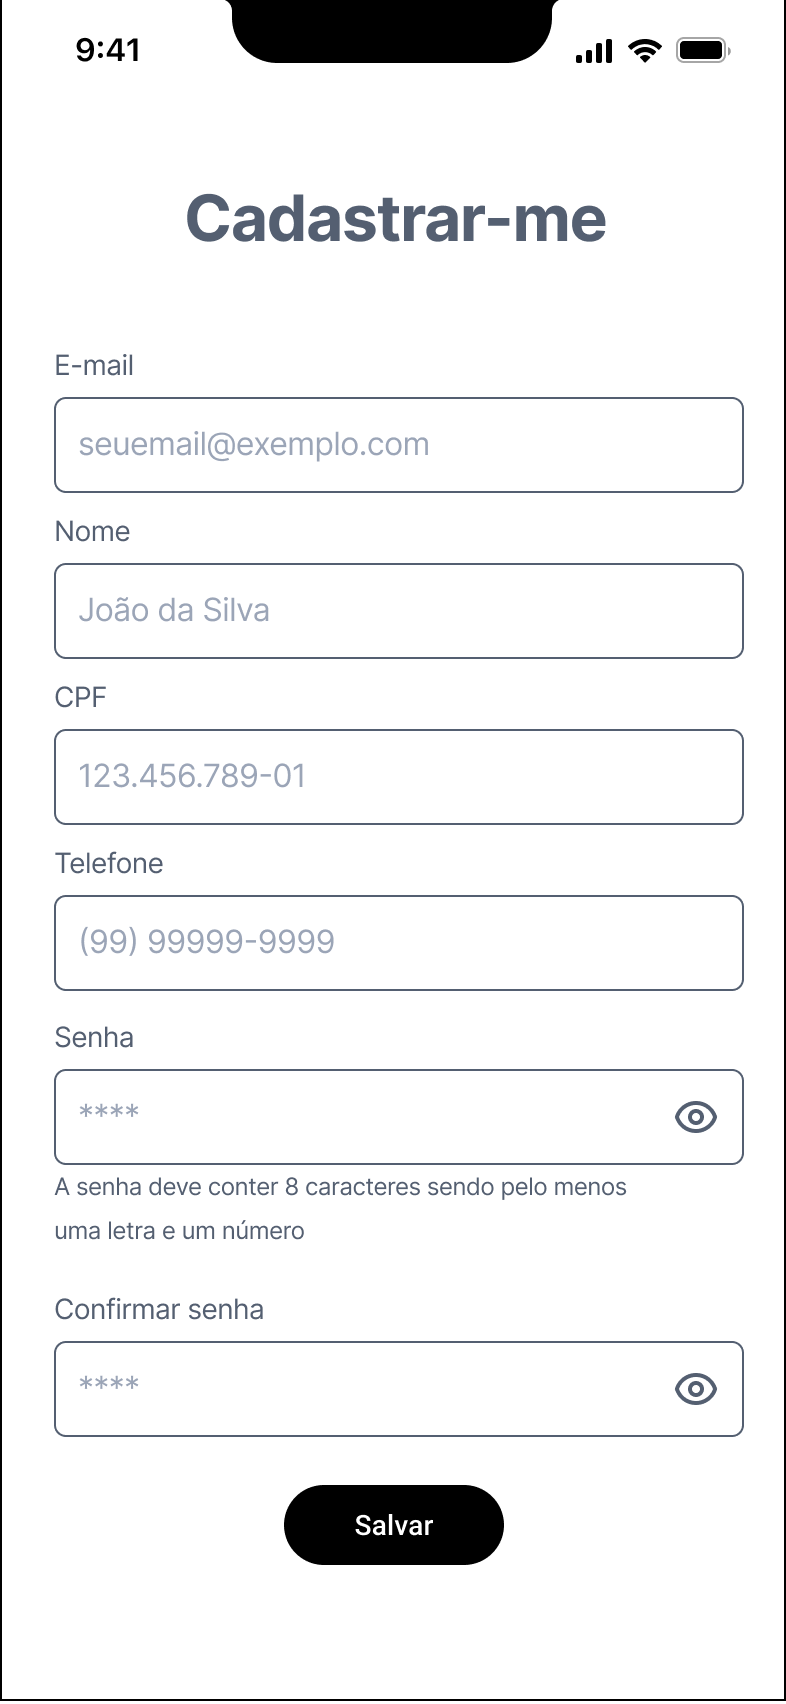 9:41
Cadastrar-me
E-mail
seuemail@exemplo.com
Nome
João da Silva
CPF
123.456.789-01
Telefone
(99) 99999-9999
Senha
****
A senha deve conter 8 caracteres sendo pelo menos
uma letra e um número
Confirmar senha
****
Salvar